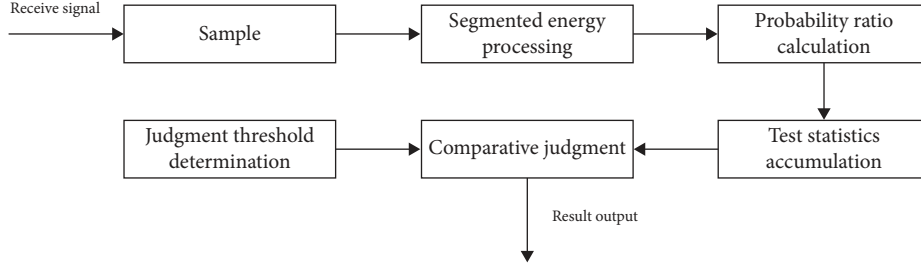 Receive signal
Sample
Segmented energy
processing
Probability ratio
calculation
Judgment threshold
determination
Comparative judgment
Test statistics
accumulation
Result output